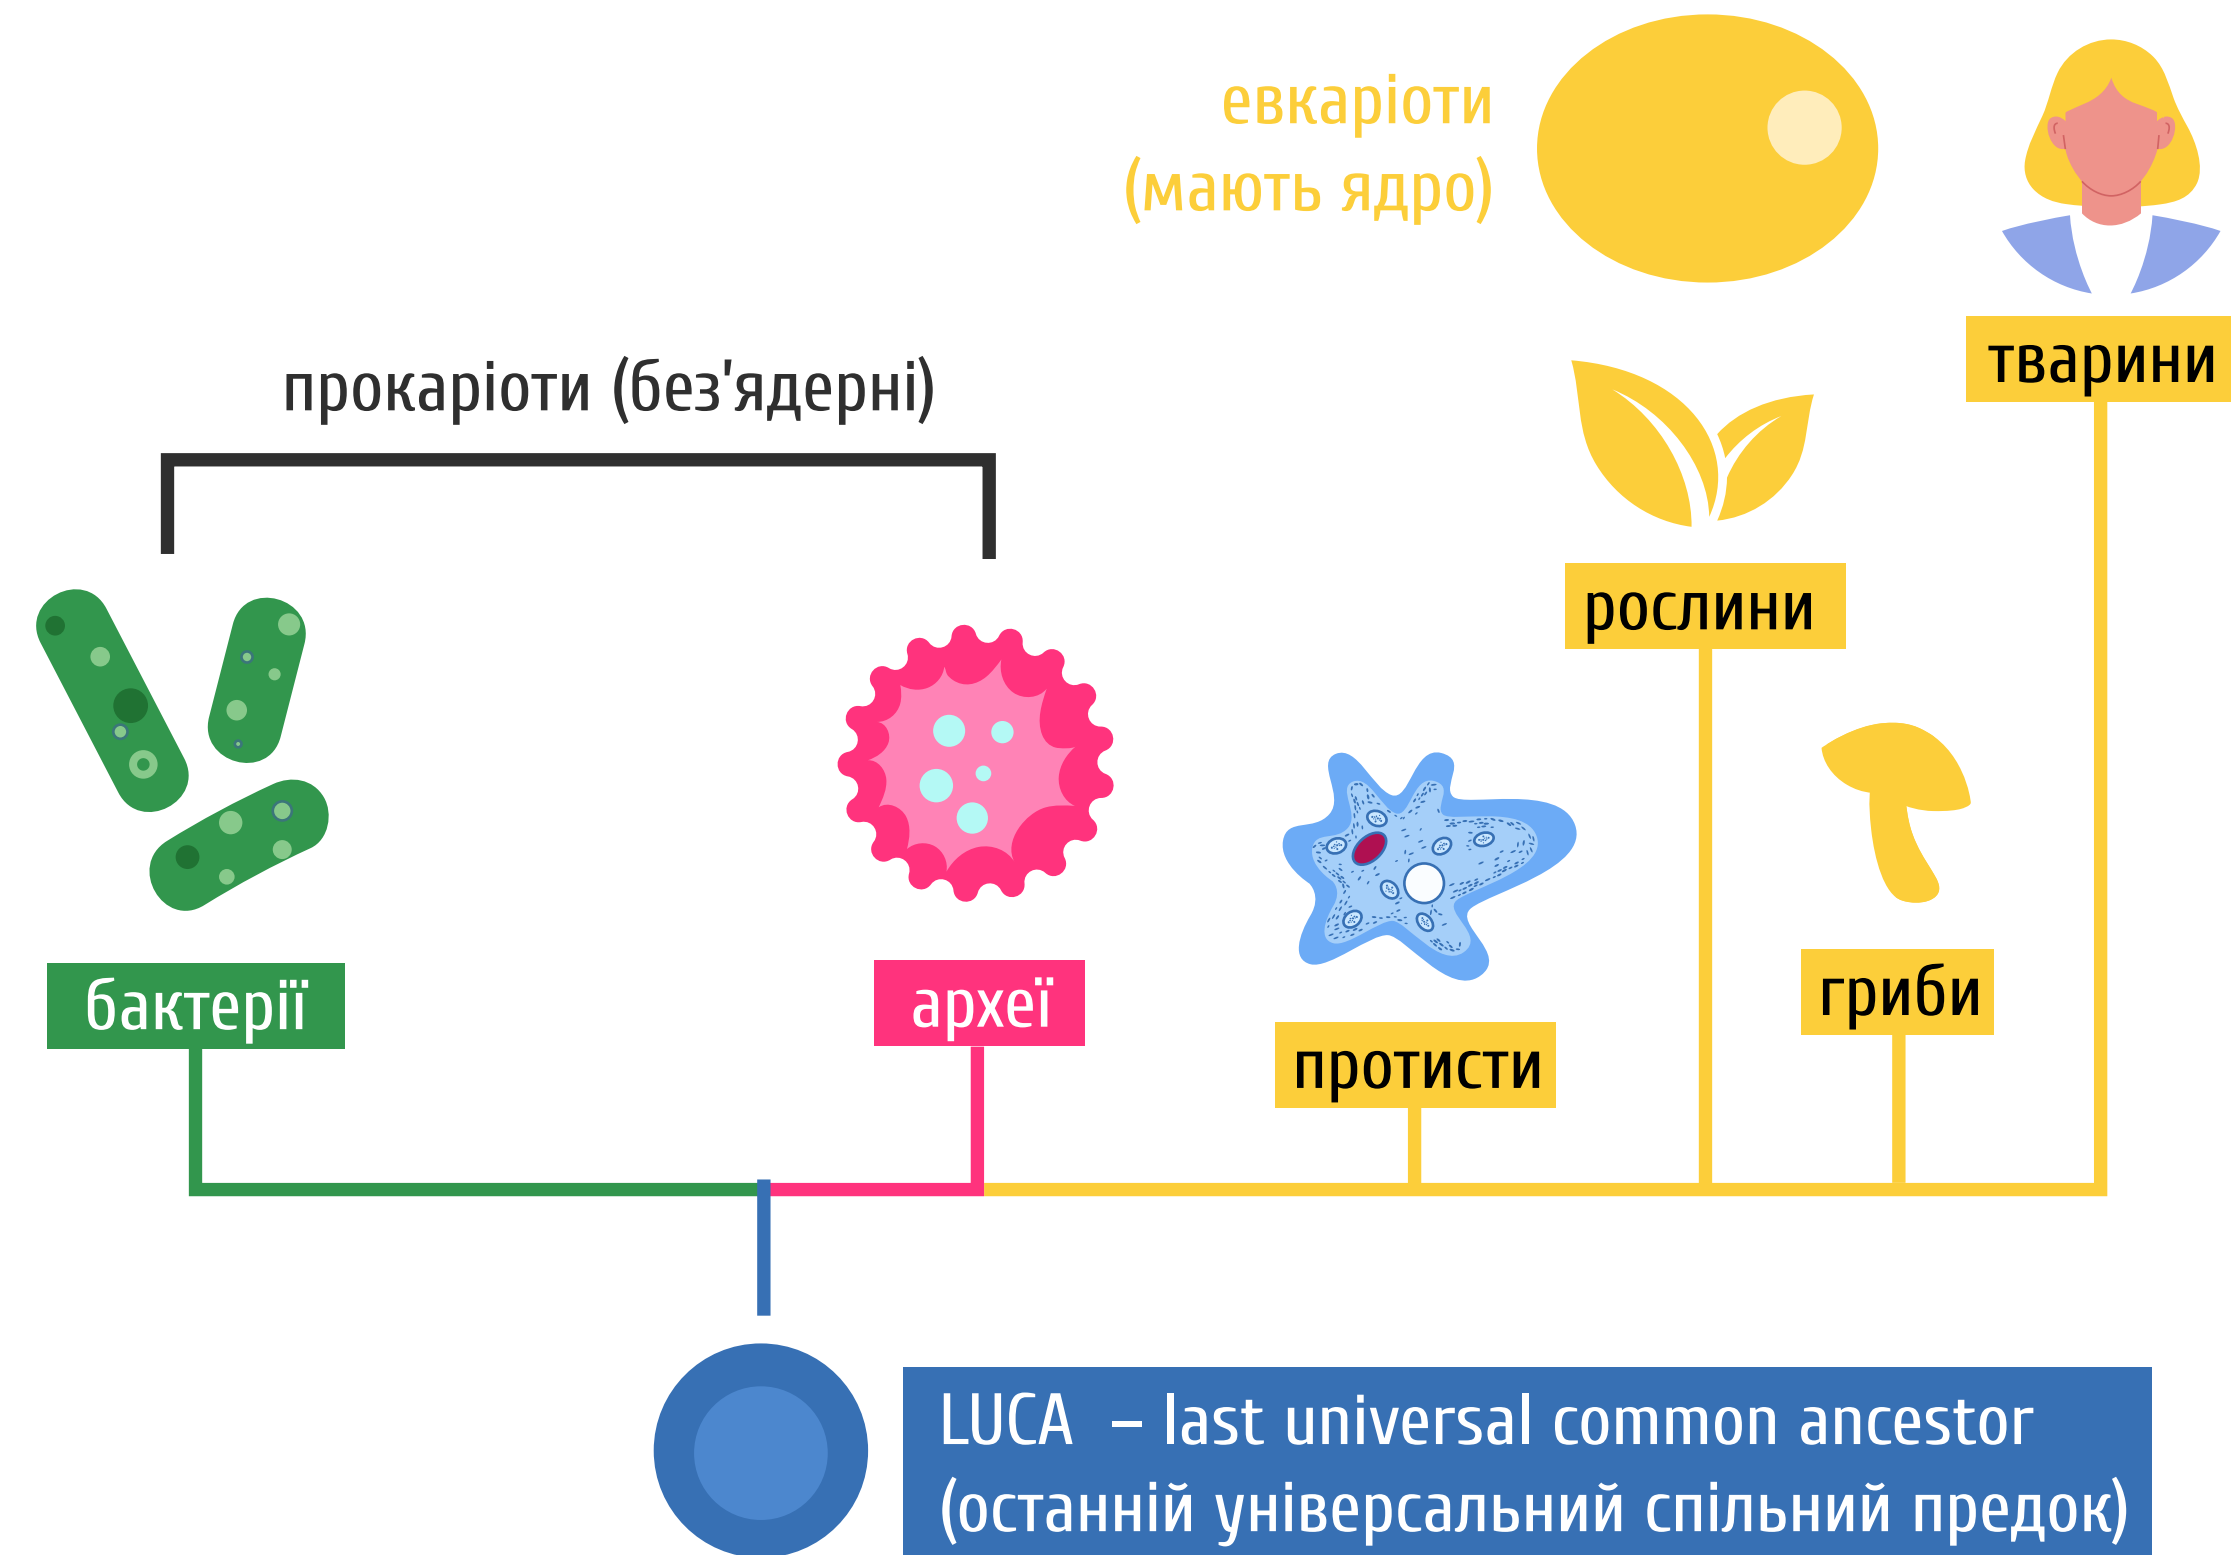 евкаріоти
(мають ядро)
тварини
прокаріоти (без'ядерні)
рослини
гриби
бактерії
археї
протисти
LUCA – last universal common ancestor
(останній універсальний спільний предок)